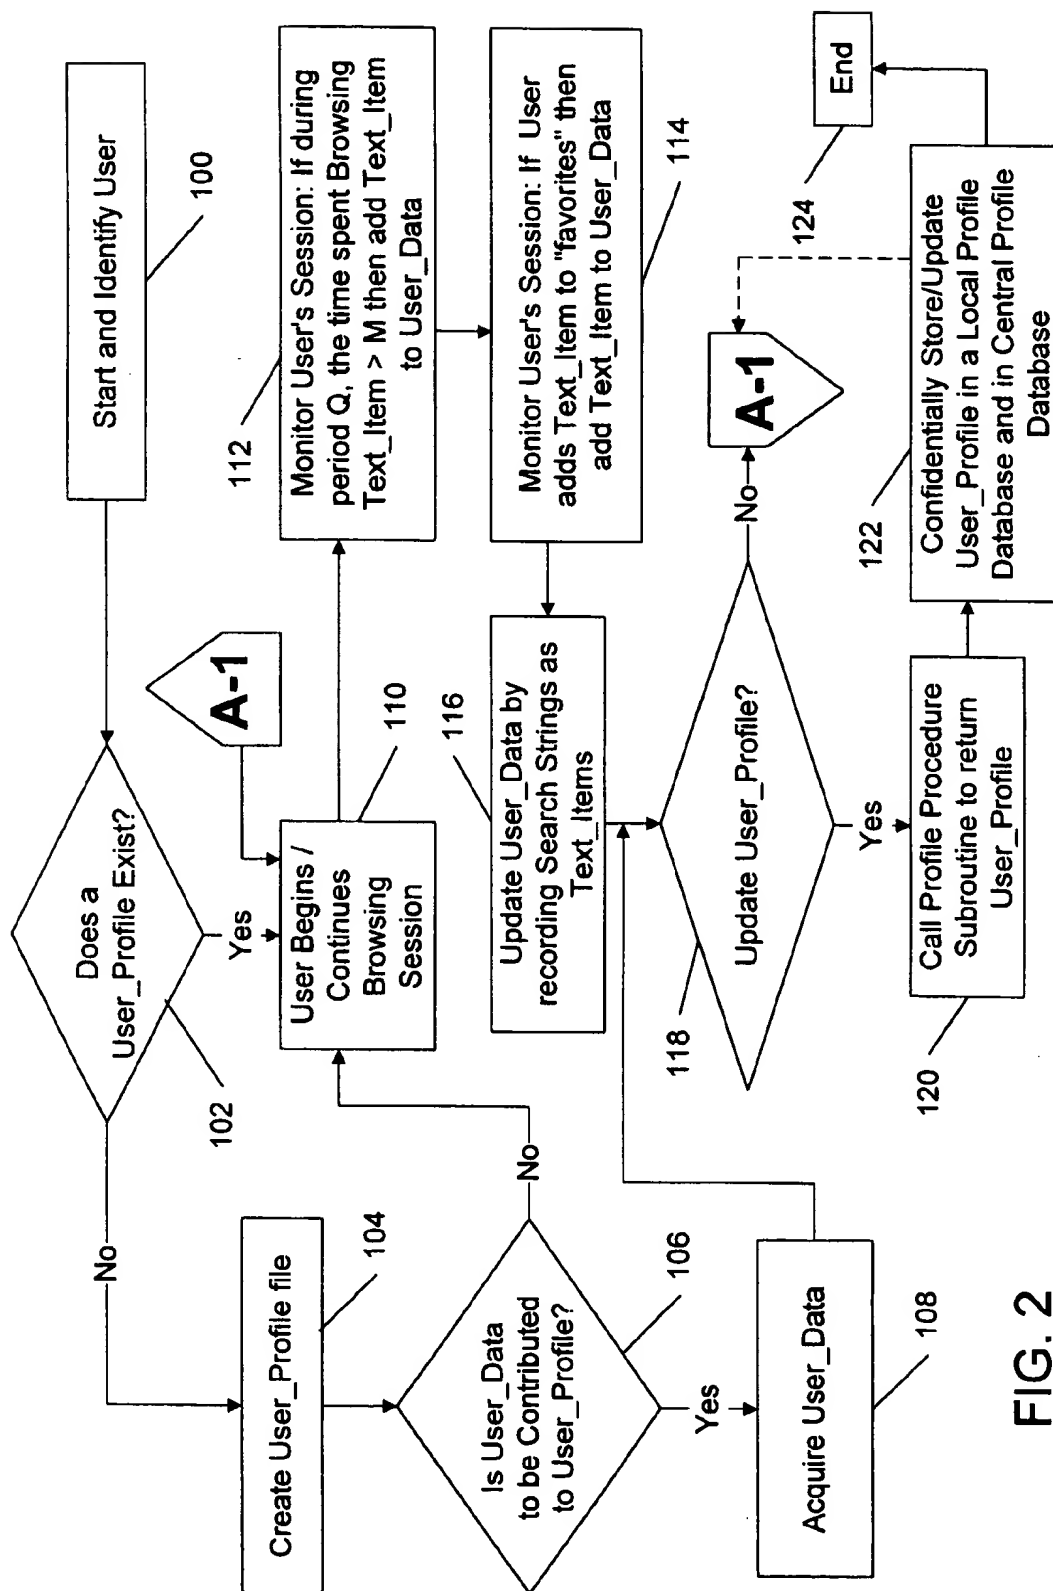 Start and Identify User
100
Does a
User_Profile Exist?
102
No
Yes
Create User_Profile file
104
Is User_Data
to be Contributed
to User_Profile?
106
No
Yes
Acquire User_Data
108
A-1
User Begins /
Continues
Browsing
Session
110
Monitor User's Session: If during
period Q, the time spent Browsing
Text_Item > M then add Text_Item
to User_Data
112
Monitor User's Session: If User
adds Text_Item to "favorites" then
add Text_Item to User_Data
114
Update User_Data by
recording Search Strings as
Text_Items
116
Update User_Profile?
118
No
A-1
Yes
Call Profile Procedure
Subroutine to return
User_Profile
120
Confidentially Store/Update
User_Profile in a Local Profile
Database and in Central Profile
Database
122
End
124
FIG. 2